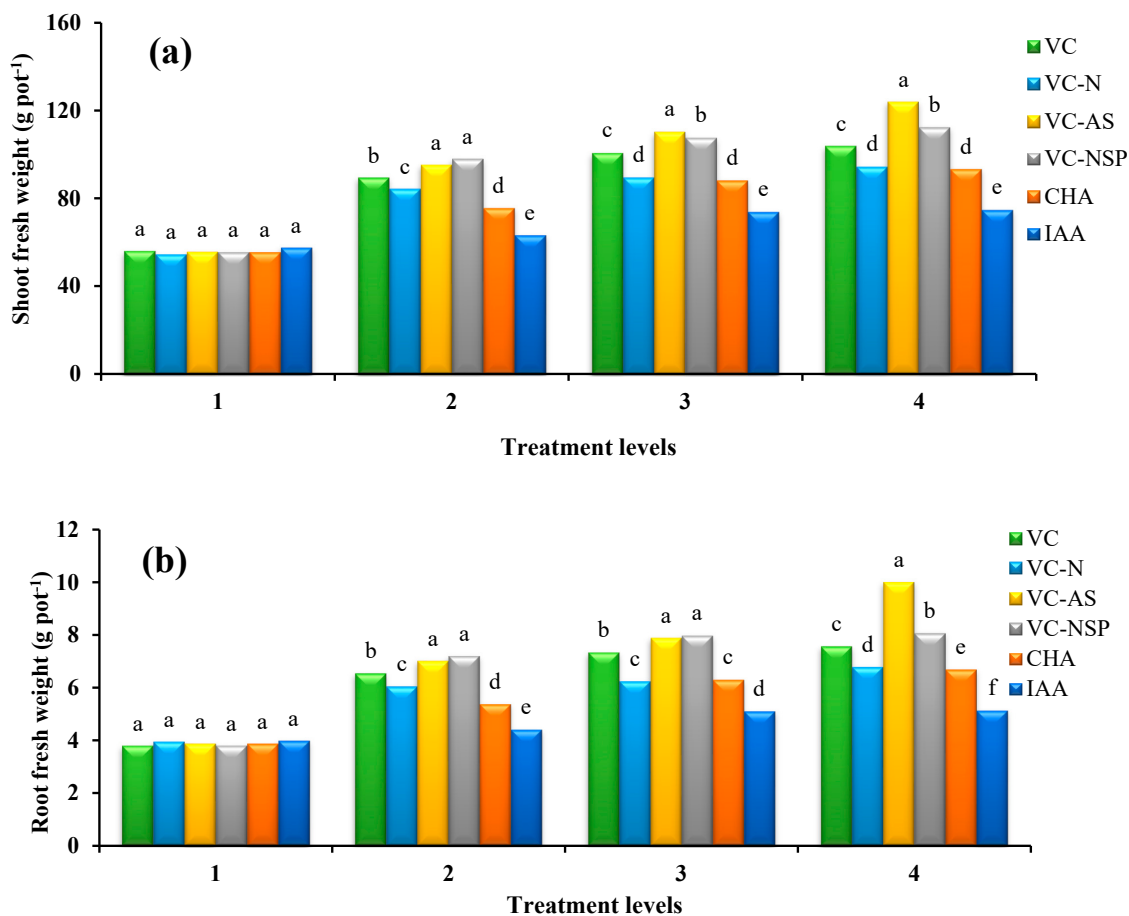 160
120
80
40
0
Shoot fresh weight (g pot⁻¹)
(a)
a a a a a a
b c a a d e
c d a b d e
c d a b d e
VC
VC-N
VC-AS
VC-NSP
CHA
IAA
1 2 3 4
Treatment levels
12
10
8
6
4
2
0
Root fresh weight (g pot⁻¹)
(b)
a a a a a a
b c a a d e
b c a a c d
c d a b e f
VC
VC-N
VC-AS
VC-NSP
CHA
IAA
1 2 3 4
Treatment levels